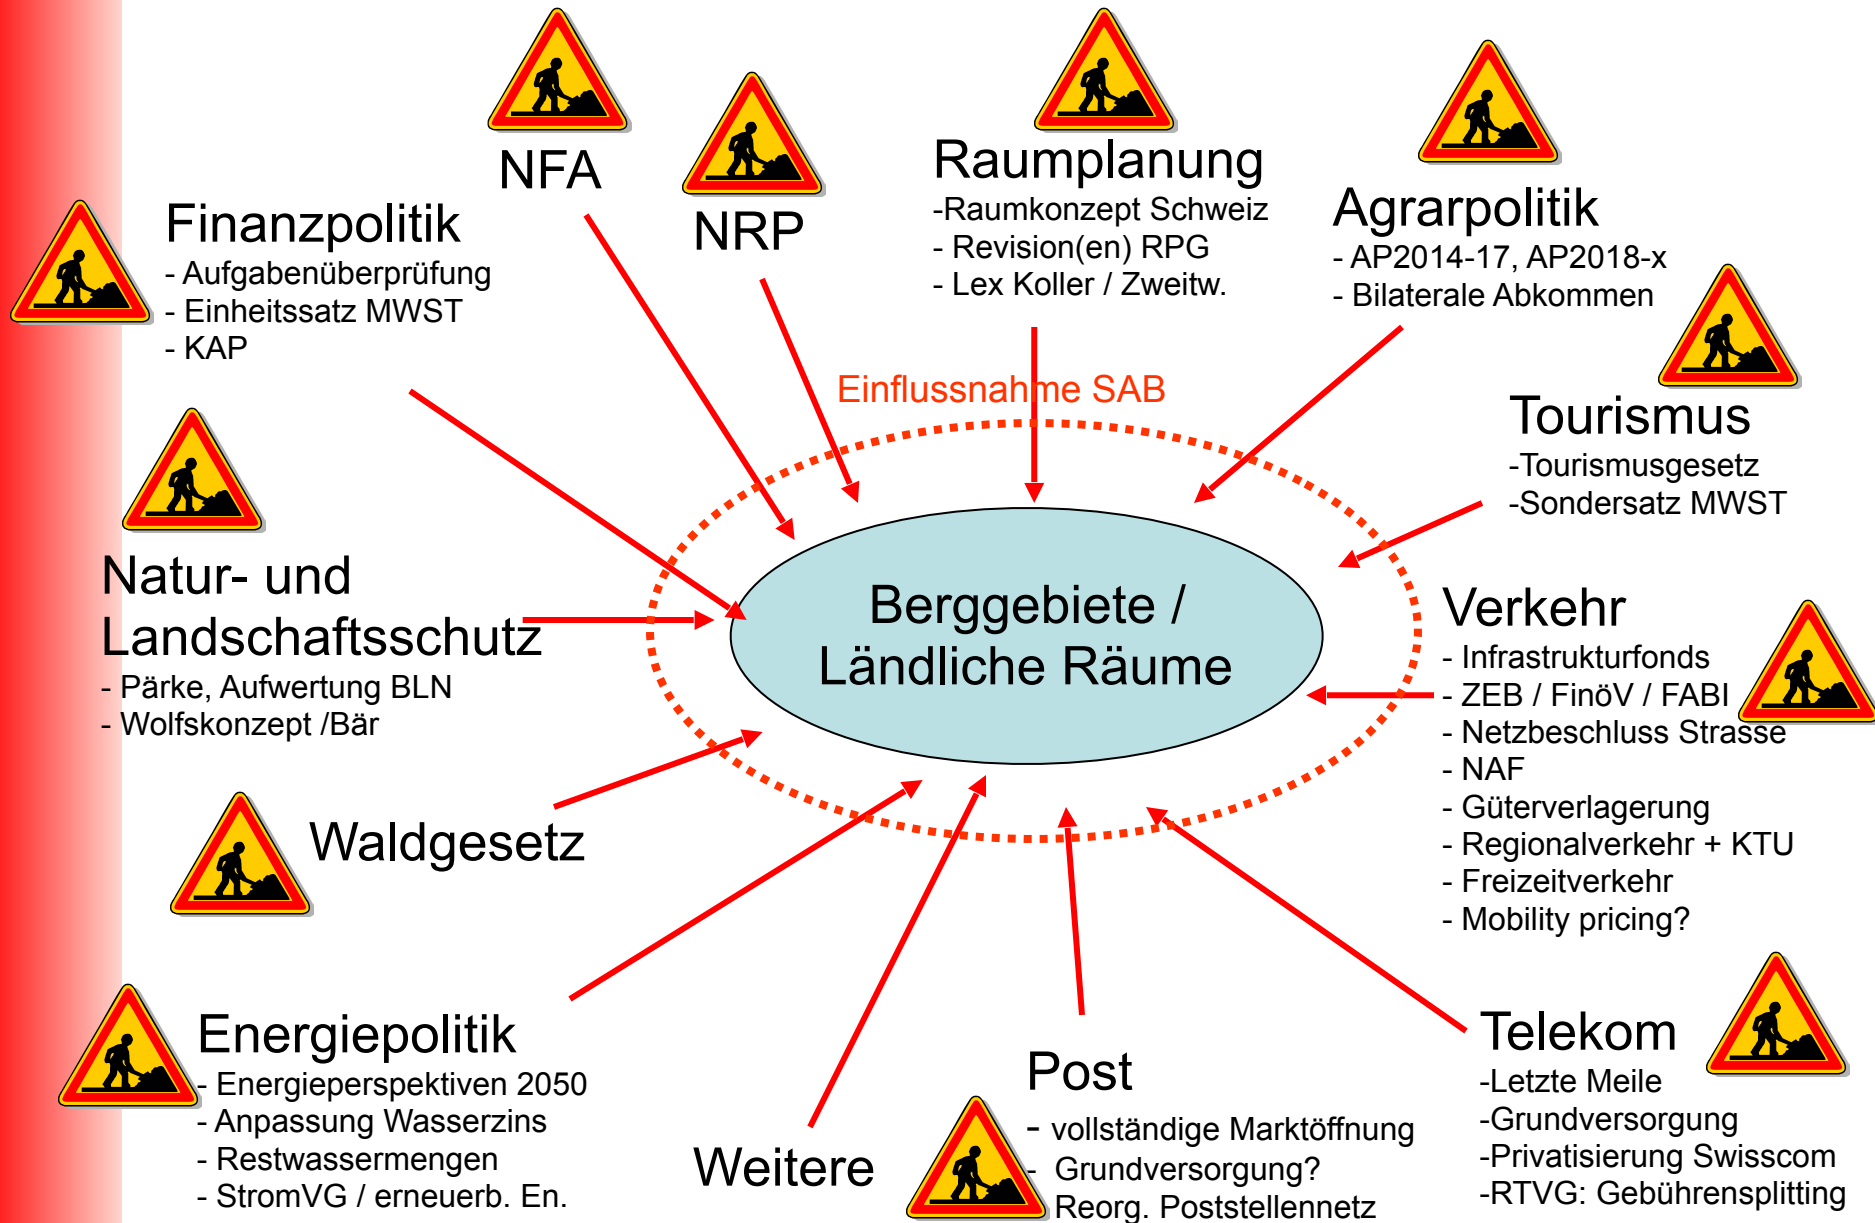 NFA
NRP
Raumplanung
-Raumkonzept Schweiz
- Revision(en) RPG
- Lex Koller / Zweitw.
Agrarpolitik
- AP2014-17, AP2018-x
- Bilaterale Abkommen
Finanzpolitik
- Aufgabenüberprüfung
- Einheitssatz MWST
- KAP
Einflussnahme SAB
Tourismus
-Tourismusgesetz
-Sondersatz MWST
Natur- und
Landschaftsschutz
- Pärke, Aufwertung BLN
- Wolfskonzept /Bär
Berggebiete /
Ländliche Räume
Verkehr
- Infrastrukturfonds
- ZEB / FinöV / FABI
- Netzbeschluss Strasse
- NAF
- Güterverlagerung
- Regionalverkehr + KTU
- Freizeitverkehr
- Mobility pricing?
Waldgesetz
Energiepolitik
- Energieperspektiven 2050
- Anpassung Wasserzins
- Restwassermengen
- StromVG / erneuerb. En.
Weitere
Post
- vollständige Marktöffnung
- Grundversorgung?
Reorg. Poststellennetz
Telekom
-Letzte Meile
-Grundversorgung
-Privatisierung Swisscom
-RTVG: Gebührensplitting